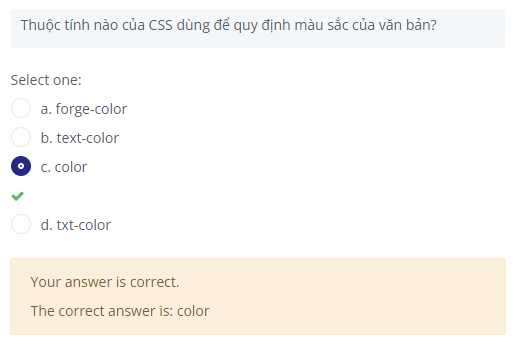 Thuộc tính nào của CSS dùng để quy định màu sắc của văn bản?
Select one:
a. forge-color
b. text-color
c. color
d. txt-color
Your answer is correct.
The correct answer is: color